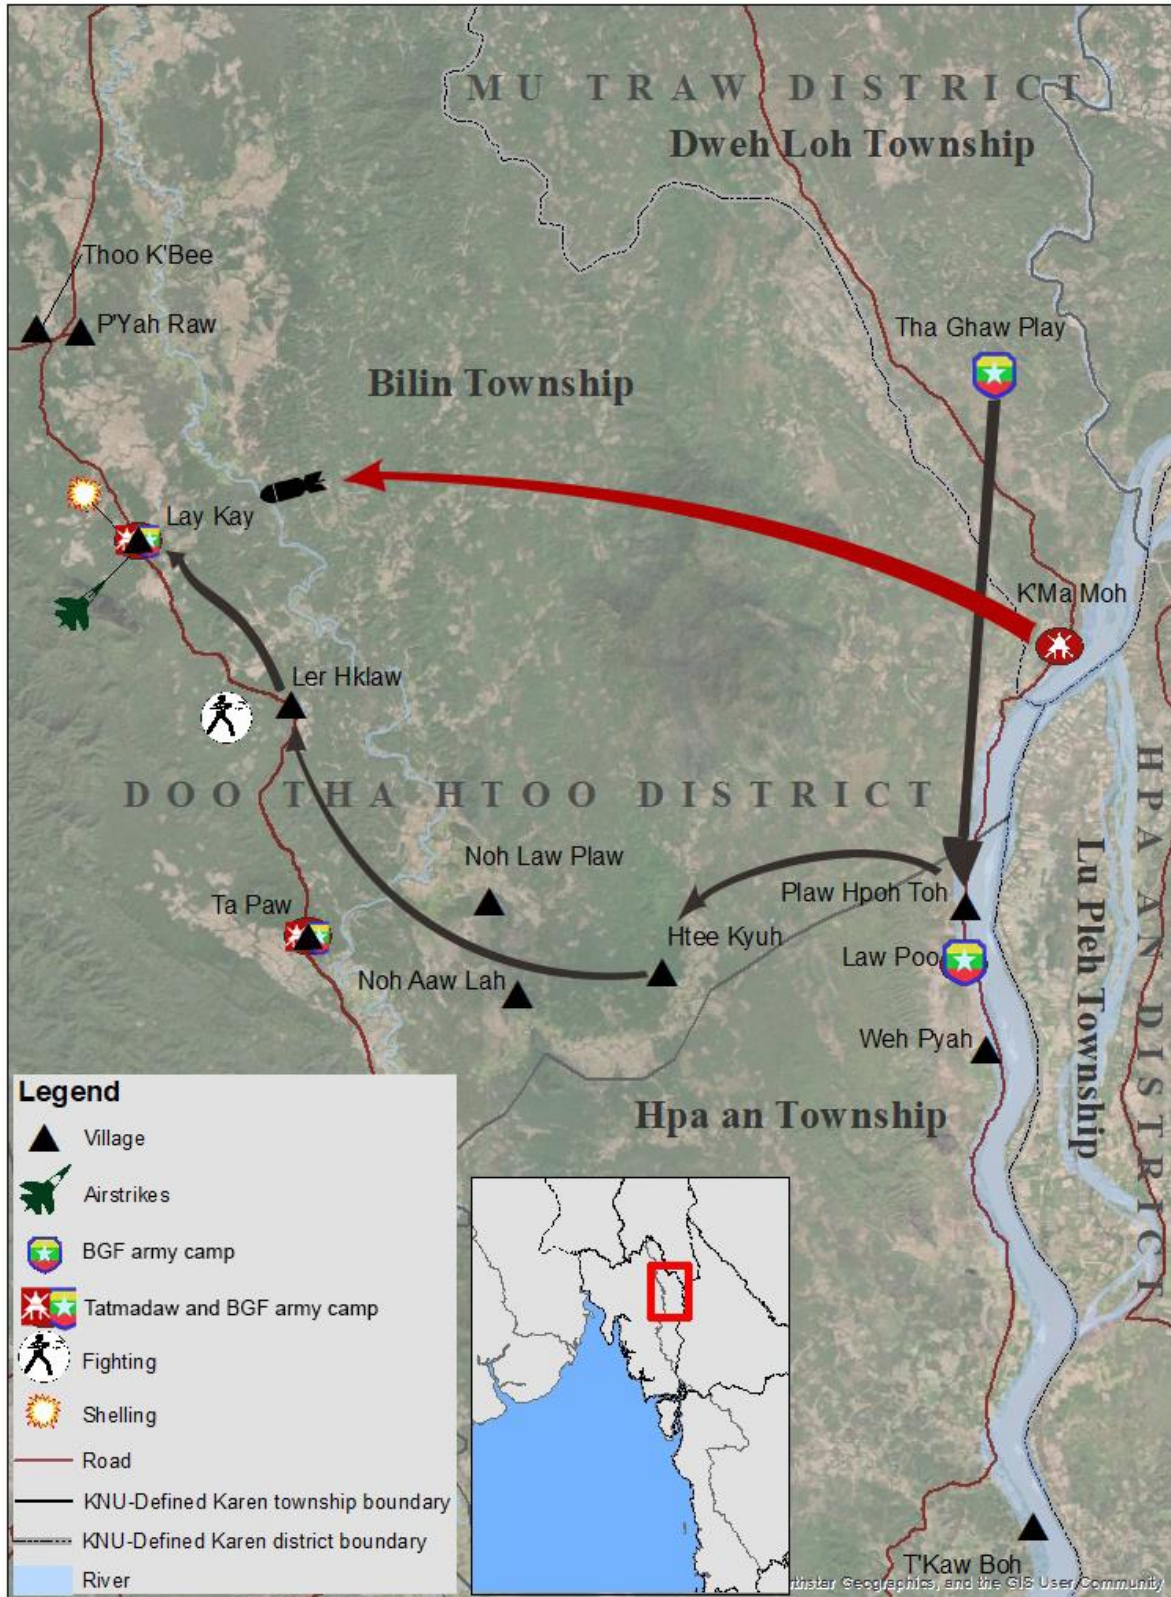 MU TRAW DISTRICT
Dweh Loh Township
Thoo K'Bee
P'Yah Raw
Tha Ghaw Play
Bilin Township
Lay Kay
K'Ma Moh
Ler Hklaw
DOO THA HTOO DISTRICT
HPA AN DISTRICT
Lu Pleh Township
Noh Law Plaw
Plaw Hpoh Toh
Ta Paw
Htee Kyuh
Law Poo
Noh Aaw Lah
Weh Pyah
Hpa an Township
Legend
Village
Airstrikes
BGF army camp
Tatmadaw and BGF army camp
Fighting
Shelling
Road
KNU-Defined Karen township boundary
KNU-Defined Karen district boundary
River
T'Kaw Boh
Geographics, and the GIS User Community